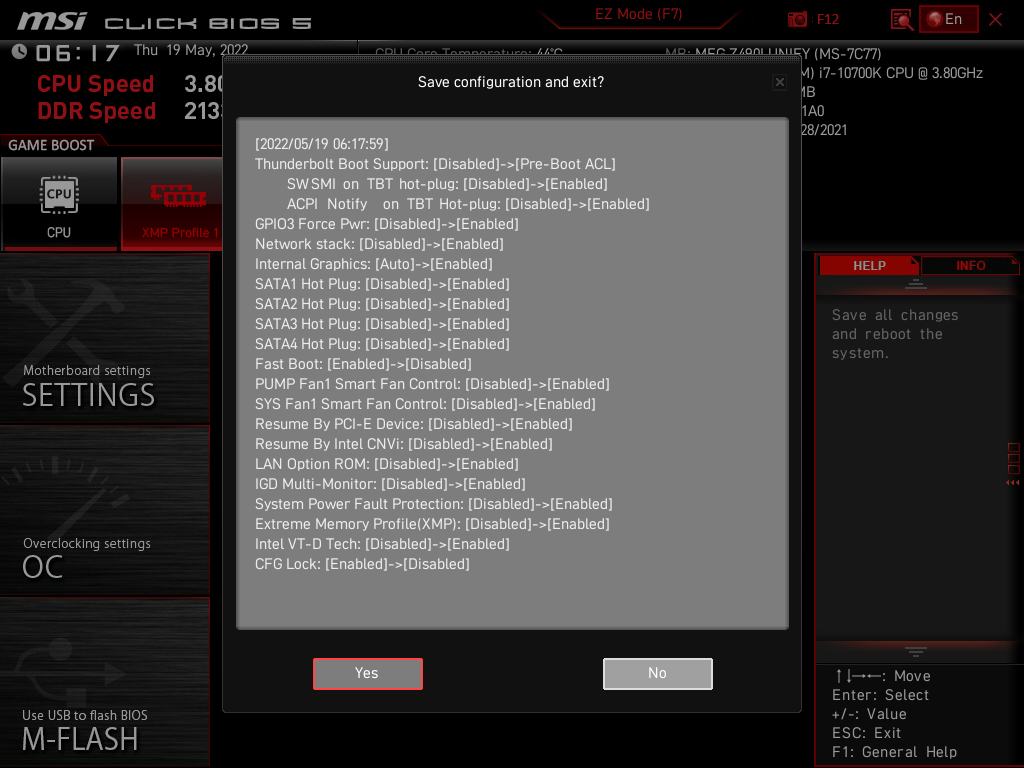 msi CLICK BIOS 5
EZ Mode (F7)
F12
En
06:17 Thu 19 May, 2022
CPU Core Temperature: 44°C
MB: MEG Z490I UNIFY (MS-7C77)
CPU Speed 3.80
DDR Speed 2133
i7-10700K CPU @ 3.80GHz
MB
1A0
28/2021
GAME BOOST
CPU
XMP Profile 1
Save configuration and exit?
[2022/05/19 06:17:59]
Thunderbolt Boot Support: [Disabled]->[Pre-Boot ACL]
SW SMI on TBT hot-plug: [Disabled]->[Enabled]
ACPI Notify on TBT Hot-plug: [Disabled]->[Enabled]
GPIO3 Force Pwr: [Disabled]->[Enabled]
Network stack: [Disabled]->[Enabled]
Internal Graphics: [Auto]->[Enabled]
SATA1 Hot Plug: [Disabled]->[Enabled]
SATA2 Hot Plug: [Disabled]->[Enabled]
SATA3 Hot Plug: [Disabled]->[Enabled]
SATA4 Hot Plug: [Disabled]->[Enabled]
Fast Boot: [Enabled]->[Disabled]
PUMP Fan1 Smart Fan Control: [Disabled]->[Enabled]
SYS Fan1 Smart Fan Control: [Disabled]->[Enabled]
Resume By PCI-E Device: [Disabled]->[Enabled]
Resume By Intel CNVi: [Disabled]->[Enabled]
LAN Option ROM: [Disabled]->[Enabled]
IGD Multi-Monitor: [Disabled]->[Enabled]
System Power Fault Protection: [Disabled]->[Enabled]
Extreme Memory Profile(XMP): [Disabled]->[Enabled]
Intel VT-D Tech: [Disabled]->[Enabled]
CFG Lock: [Enabled]->[Disabled]
Yes
No
Motherboard settings
SETTINGS
Overclocking settings
OC
Use USB to flash BIOS
M-FLASH
HELP
INFO
Save all changes
and reboot the
system.
↑↓→←: Move
Enter: Select
+/-: Value
ESC: Exit
F1: General Help